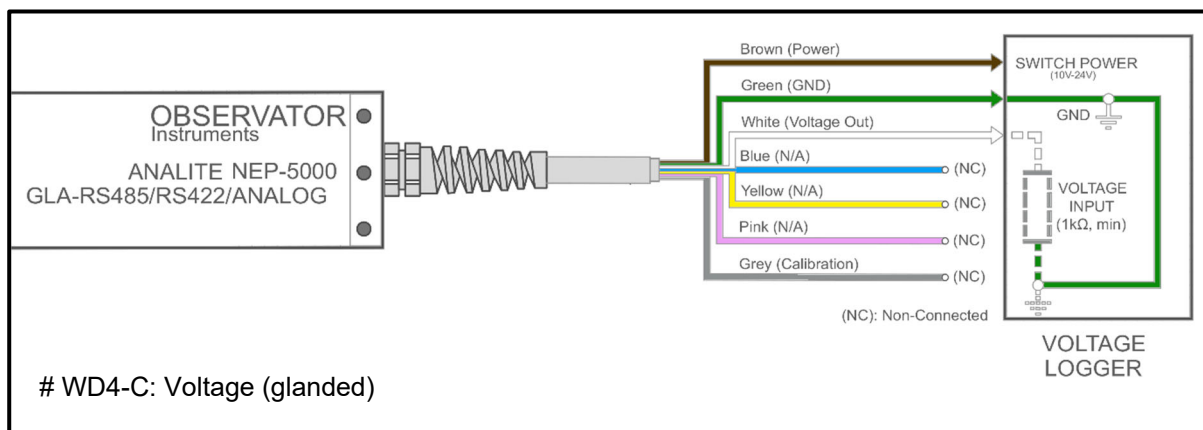 OBSERVATOR
Instruments
ANALITE NEP-5000
GLA-RS485/RS422/ANALOG
Brown (Power)
Green (GND)
White (Voltage Out)
Blue (N/A)
(NC)
Yellow (N/A)
(NC)
Pink (N/A)
(NC)
Grey (Calibration)
(NC)
(NC): Non-Connected
SWITCH POWER
(10V-24V)
GND
VOLTAGE
INPUT
(1kΩ, min)
VOLTAGE
LOGGER
# WD4-C: Voltage (glanded)